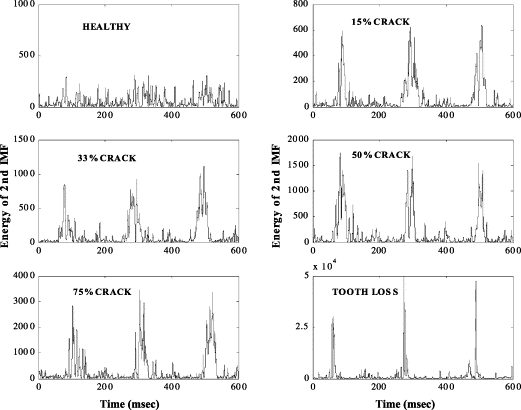 1000
HEALTHY
500
0
0 200 400 600
15% CRACK
800
600
400
200
0
0 200 400 600
Energy of 2nd IMF
1500
33% CRACK
1000
500
0
0 200 400 600
Energy of 2nd IMF
2000
50% CRACK
1500
1000
500
0
0 200 400 600
4000
75% CRACK
3000
2000
1000
0
0 200 400 600
Time (msec)
x 10^4
5
TOOTH LOSS
2.5
0
0 200 400 600
Time (msec)